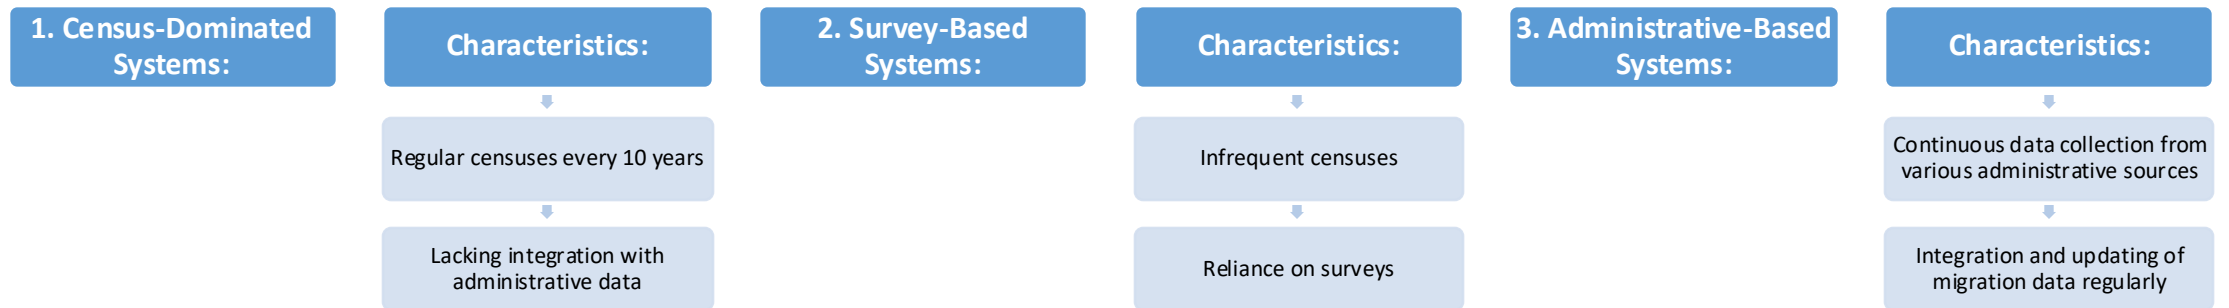 1. Census-Dominated
Systems:
Characteristics:
Regular censuses every 10 years
Lacking integration with
administrative data
2. Survey-Based
Systems:
Characteristics:
Infrequent censuses
Reliance on surveys
3. Administrative-Based
Systems:
Characteristics:
Continuous data collection from
various administrative sources
Integration and updating of
migration data regularly